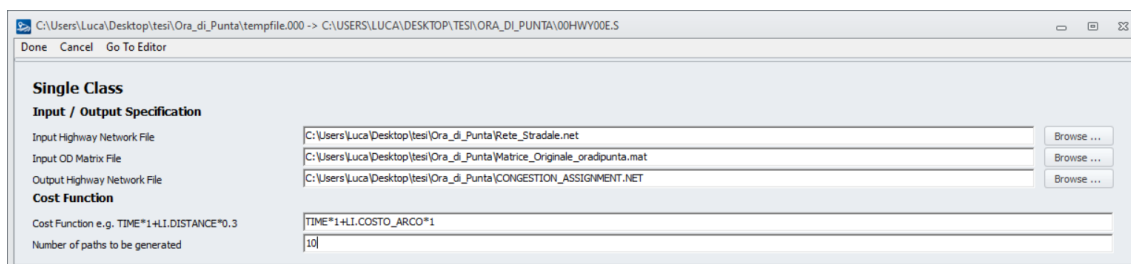 C:\Users\Luca\Desktop\tesi\Ora_di_Punta\tempfile.000 -> C:\USERS\LUCA\DESKTOP\TESI\ORA_DI_PUNTA\00HWY00E.S
Done Cancel Go To Editor
Single Class
Input / Output Specification
Input Highway Network File C:\Users\Luca\Desktop\tesi\Ora_di_Punta\Rete_Stradale.net Browse ...
Input OD Matrix File C:\Users\Luca\Desktop\tesi\Ora_di_Punta\Matrice_Originale_oradipunta.mat Browse ...
Output Highway Network File C:\Users\Luca\Desktop\tesi\Ora_di_Punta\CONGESTION_ASSIGNMENT.NET Browse ...
Cost Function
Cost Function e.g. TIME*1+LI.DISTANCE*0.3 TIME*1+LI.COSTO_ARCO*1
Number of paths to be generated 10